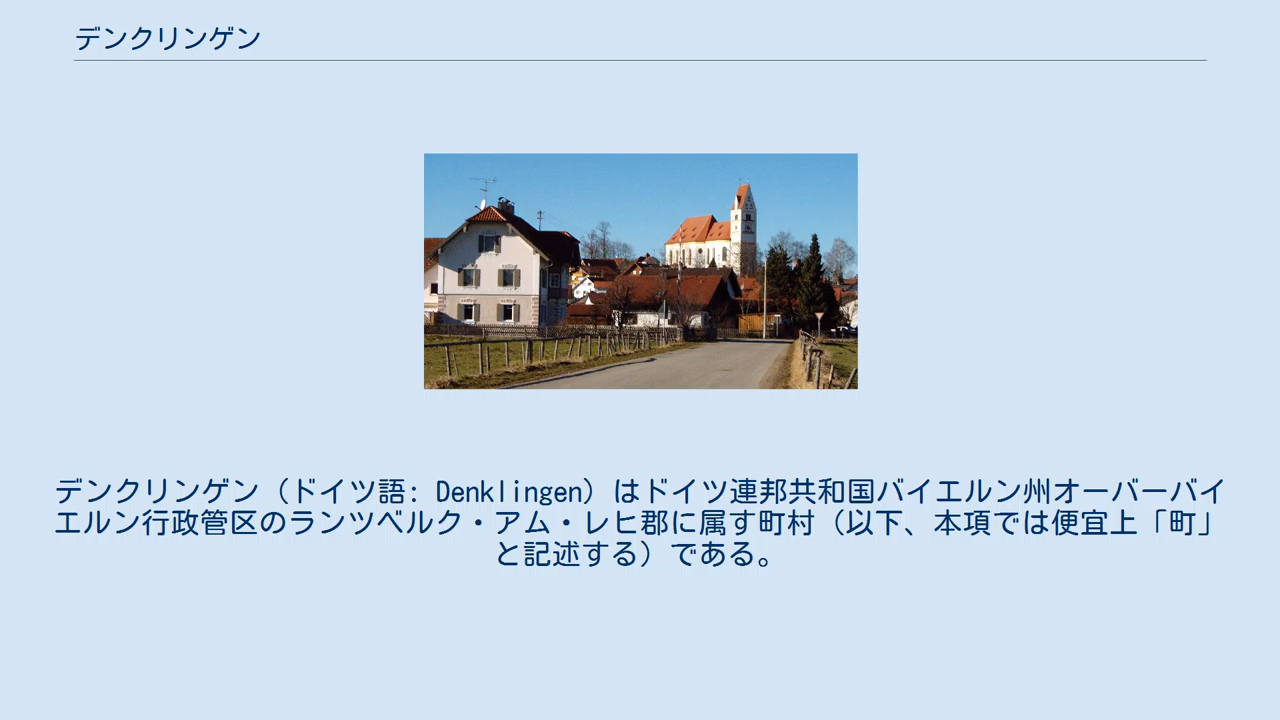 デンクリンゲン
デンクリンゲン（ドイツ語: Denklingen）はドイツ連邦共和国バイエルン州オーバーバイ
エルン行政管区のランツベルク・アム・レヒ郡に属す町村（以下、本項では便宜上「町」
と記述する）である。